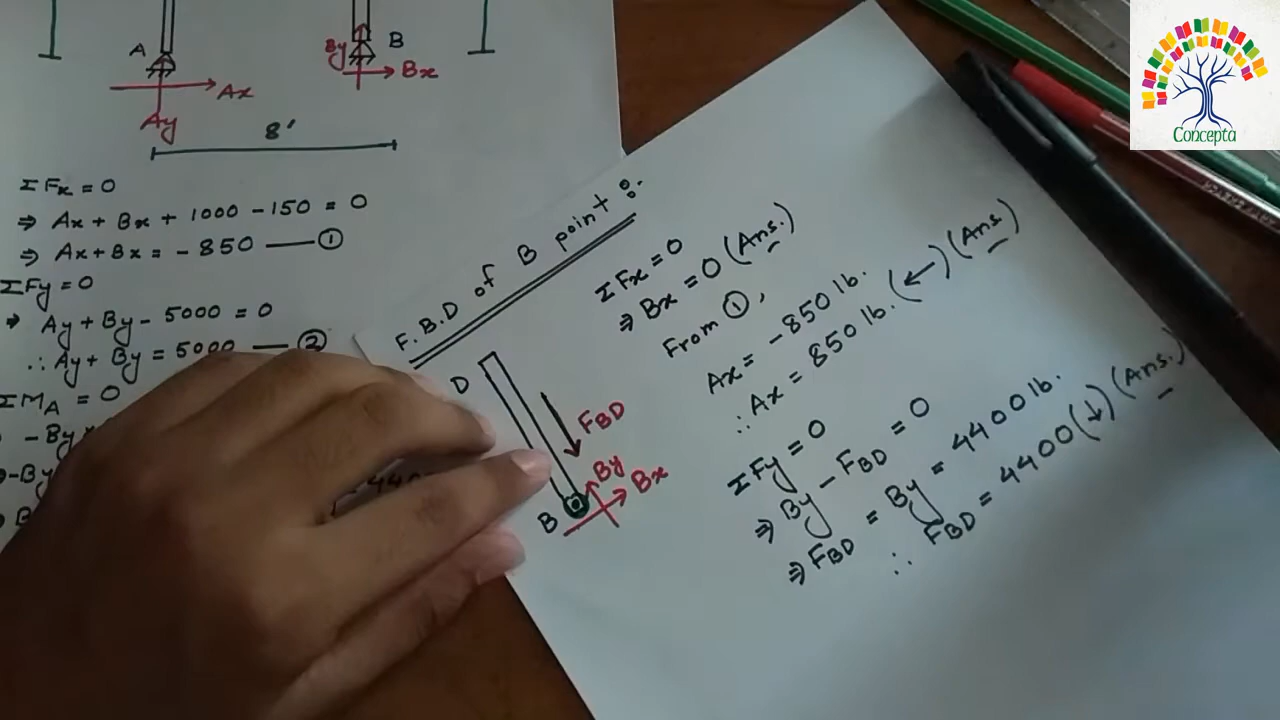 A
Ax
Ay
By
B
Bx
8'
ΣFx = 0
⇒ Ax + Bx + 1000 - 150 = 0
⇒ Ax + Bx = - 850 —— ①
ΣFy = 0
⇒ Ay + By - 5000 = 0
∴ Ay + By = 5000 —— ②
ΣMA = 0
-By
-By
F.B.D of B point :
D
FBD
By
Bx
B
ΣFx = 0
⇒ Bx = 0 (Ans.)
From ①,
Ax = -850 lb.
∴ Ax = 850 lb. (←) (Ans.)
ΣFy = 0
⇒ By - FBD = 0
⇒ FBD = By = 4400 lb.
∴ FBD = 4400 (↓) (Ans.)
Concepta